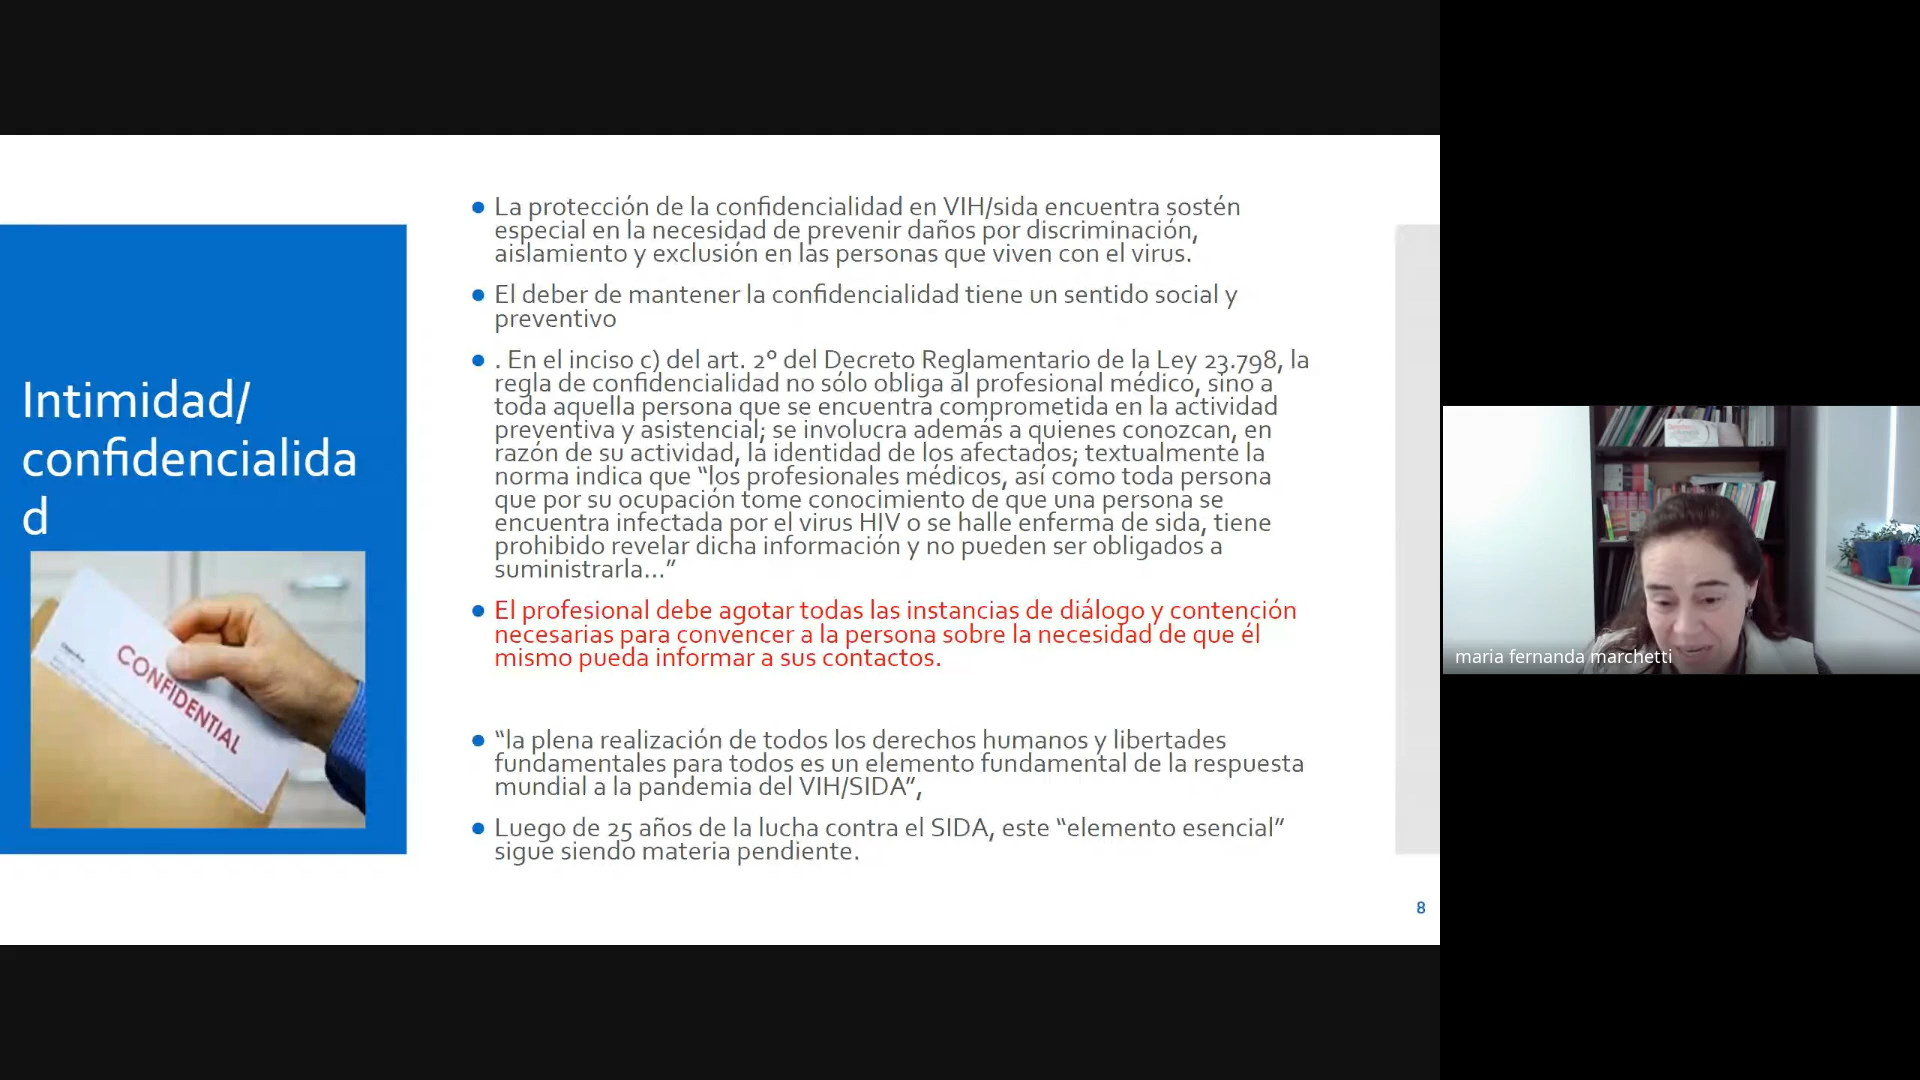 Intimidad/
confidencialida
d
CONFIDENTIAL
La protección de la confidencialidad en VIH/sida encuentra sostén
especial en la necesidad de prevenir daños por discriminación,
aislamiento y exclusión en las personas que viven con el virus.
El deber de mantener la confidencialidad tiene un sentido social y
preventivo
. En el inciso c) del art. 2º del Decreto Reglamentario de la Ley 23.798, la
regla de confidencialidad no sólo obliga al profesional médico, sino a
toda aquella persona que se encuentra comprometida en la actividad
preventiva y asistencial; se involucra además a quienes conozcan, en
razón de su actividad, la identidad de los afectados; textualmente la
norma indica que “los profesionales médicos, así como toda persona
que por su ocupación tome conocimiento de que una persona se
encuentra infectada por el virus HIV o se halle enferma de sida, tiene
prohibido revelar dicha información y no pueden ser obligados a
suministrarla...”
El profesional debe agotar todas las instancias de diálogo y contención
necesarias para convencer a la persona sobre la necesidad de que él
mismo pueda informar a sus contactos.
“la plena realización de todos los derechos humanos y libertades
fundamentales para todos es un elemento fundamental de la respuesta
mundial a la pandemia del VIH/SIDA”,
Luego de 25 años de la lucha contra el SIDA, este “elemento esencial”
sigue siendo materia pendiente.
8
maria fernanda marchetti